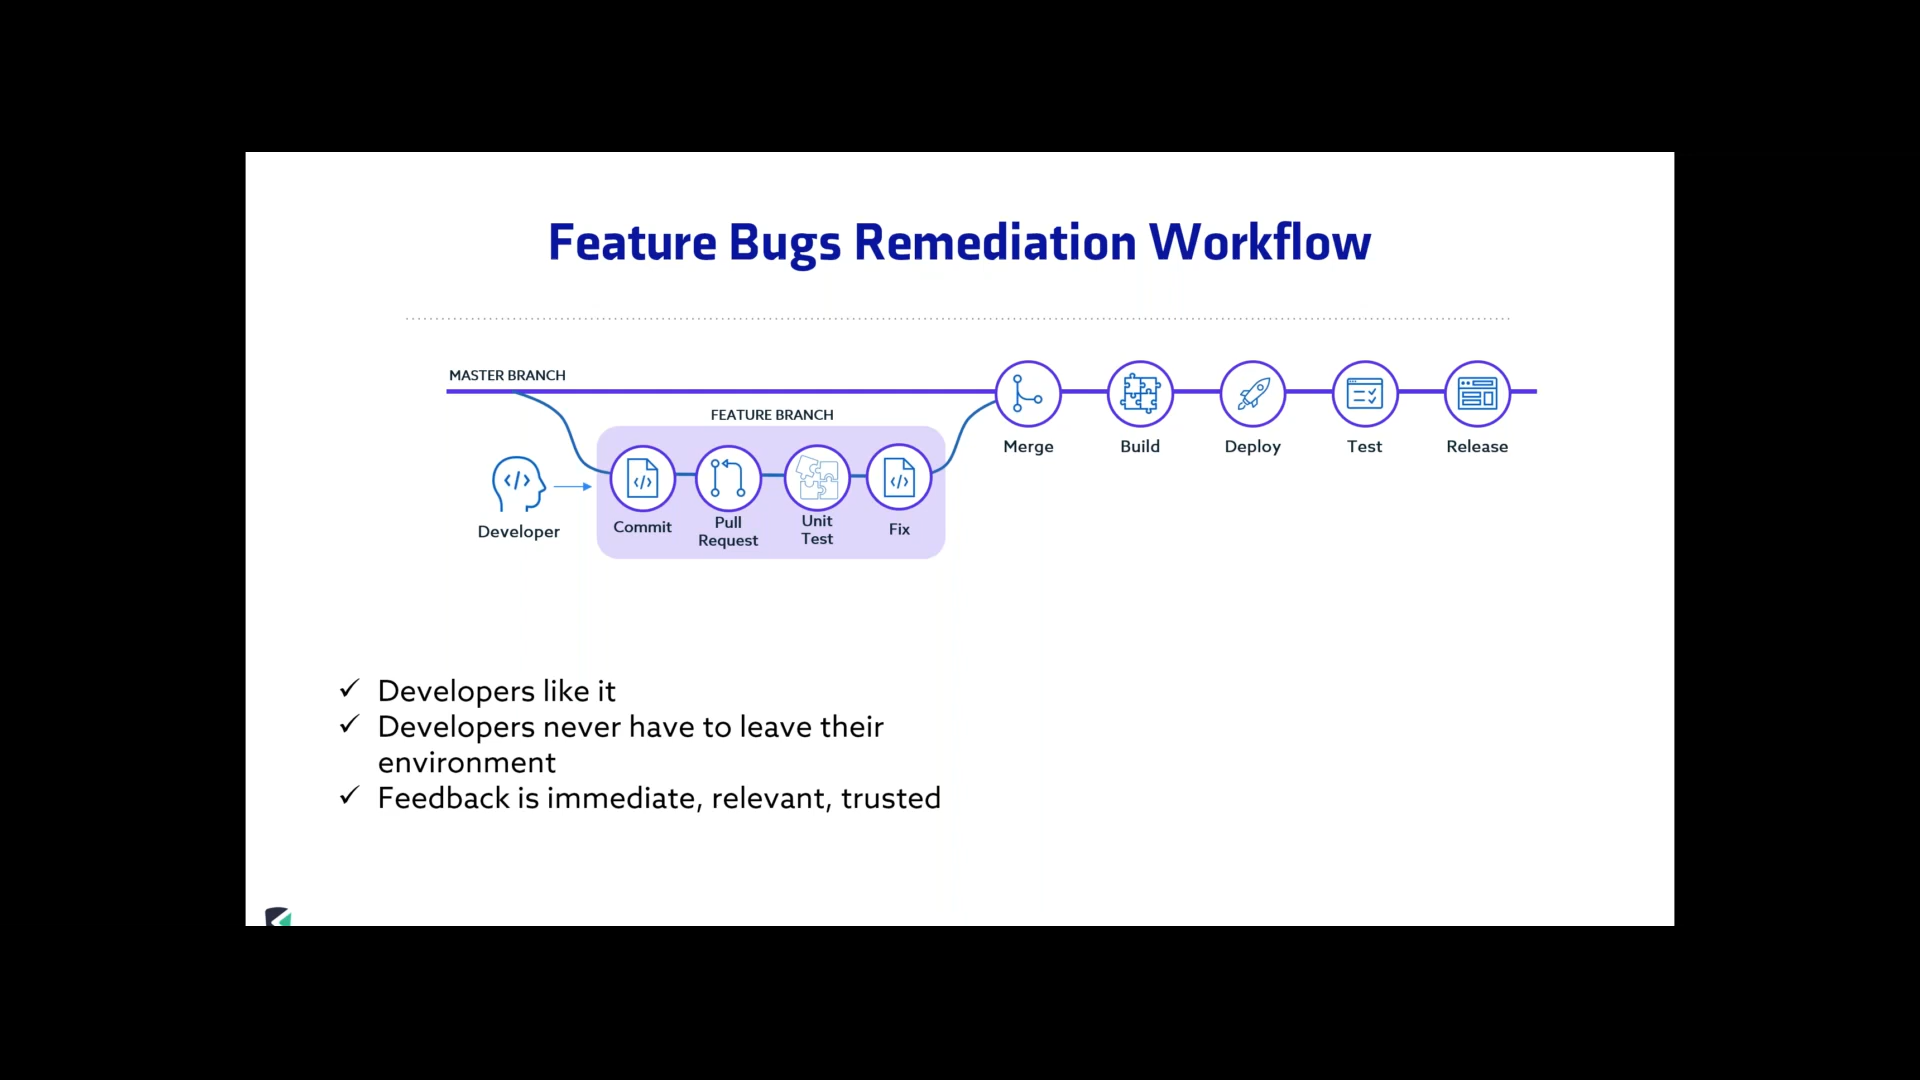 Feature Bugs Remediation Workflow
MASTER BRANCH
FEATURE BRANCH
Merge
Build
Deploy
Test
Release
Developer
Commit
Pull
Request
Unit
Test
Fix
✓ Developers like it
✓ Developers never have to leave their
environment
✓ Feedback is immediate, relevant, trusted